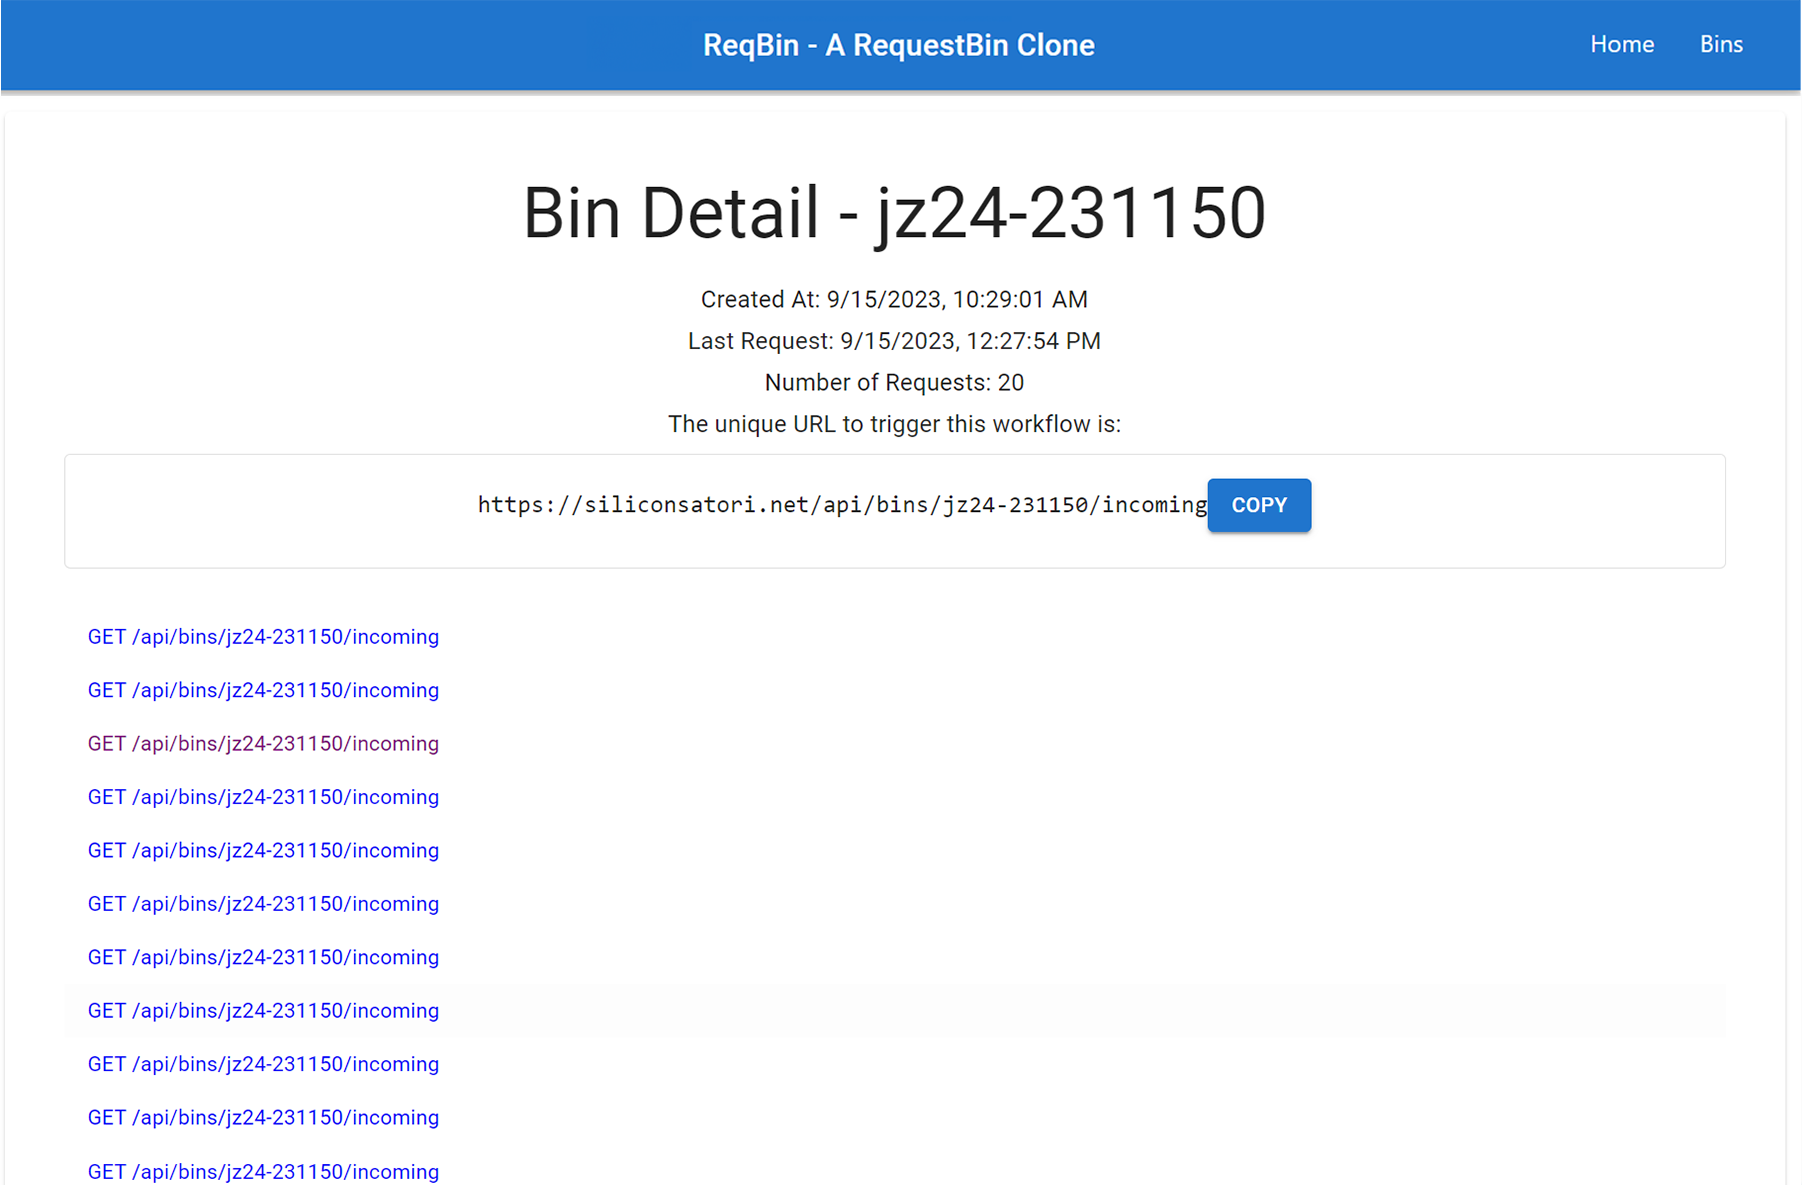 ReqBin - A RequestBin Clone
Home
Bins
Bin Detail - jz24-231150
Created At: 9/15/2023, 10:29:01 AM
Last Request: 9/15/2023, 12:27:54 PM
Number of Requests: 20
The unique URL to trigger this workflow is:
https://siliconsatori.net/api/bins/jz24-231150/incoming
COPY
GET /api/bins/jz24-231150/incoming
GET /api/bins/jz24-231150/incoming
GET /api/bins/jz24-231150/incoming
GET /api/bins/jz24-231150/incoming
GET /api/bins/jz24-231150/incoming
GET /api/bins/jz24-231150/incoming
GET /api/bins/jz24-231150/incoming
GET /api/bins/jz24-231150/incoming
GET /api/bins/jz24-231150/incoming
GET /api/bins/jz24-231150/incoming
GET /api/bins/jz24-231150/incoming